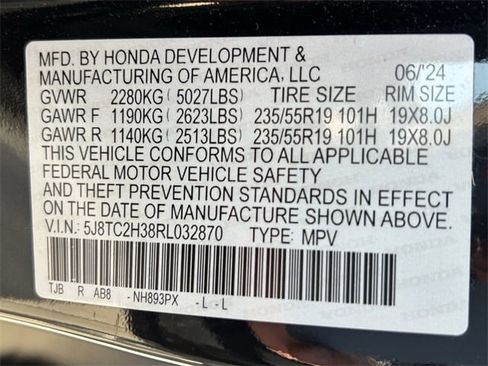 MFD. BY HONDA DEVELOPMENT &
MANUFACTURING OF AMERICA, LLC 06/'24
GVWR 2280KG (5027LBS) TIRE SIZE RIM SIZE
GAWR F 1190KG (2623LBS) 235/55R19 101H 19X8.0J
GAWR R 1140KG (2513LBS) 235/55R19 101H 19X8.0J
THIS VEHICLE CONFORMS TO ALL APPLICABLE
FEDERAL MOTOR VEHICLE SAFETY
AND THEFT PREVENTION STANDARDS IN EFFECT
ON THE DATE OF MANUFACTURE SHOWN ABOVE.
V.I.N.: 5J8TC2H38RL032870 TYPE: MPV
TJB R AB8 -NH893PX -L-L